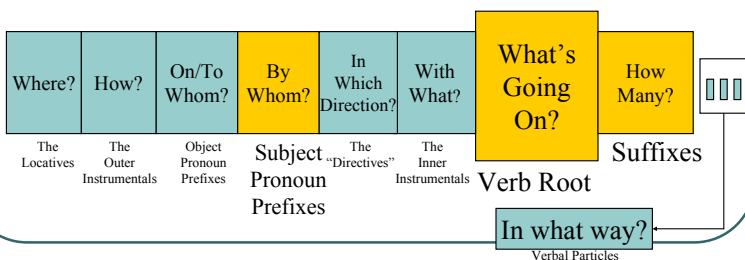 Where?
How?
On/To
Whom?
By
Whom?
In
Which
Direction?
With
What?
What's
Going
On?
How
Many?
The
Locatives
The
Outer
Instrumentals
Object
Pronoun
Prefixes
Subject
Pronoun
Prefixes
The
"Directives"
The
Inner
Instrumentals
Verb Root
Suffixes
In what way?
Verbal Particles